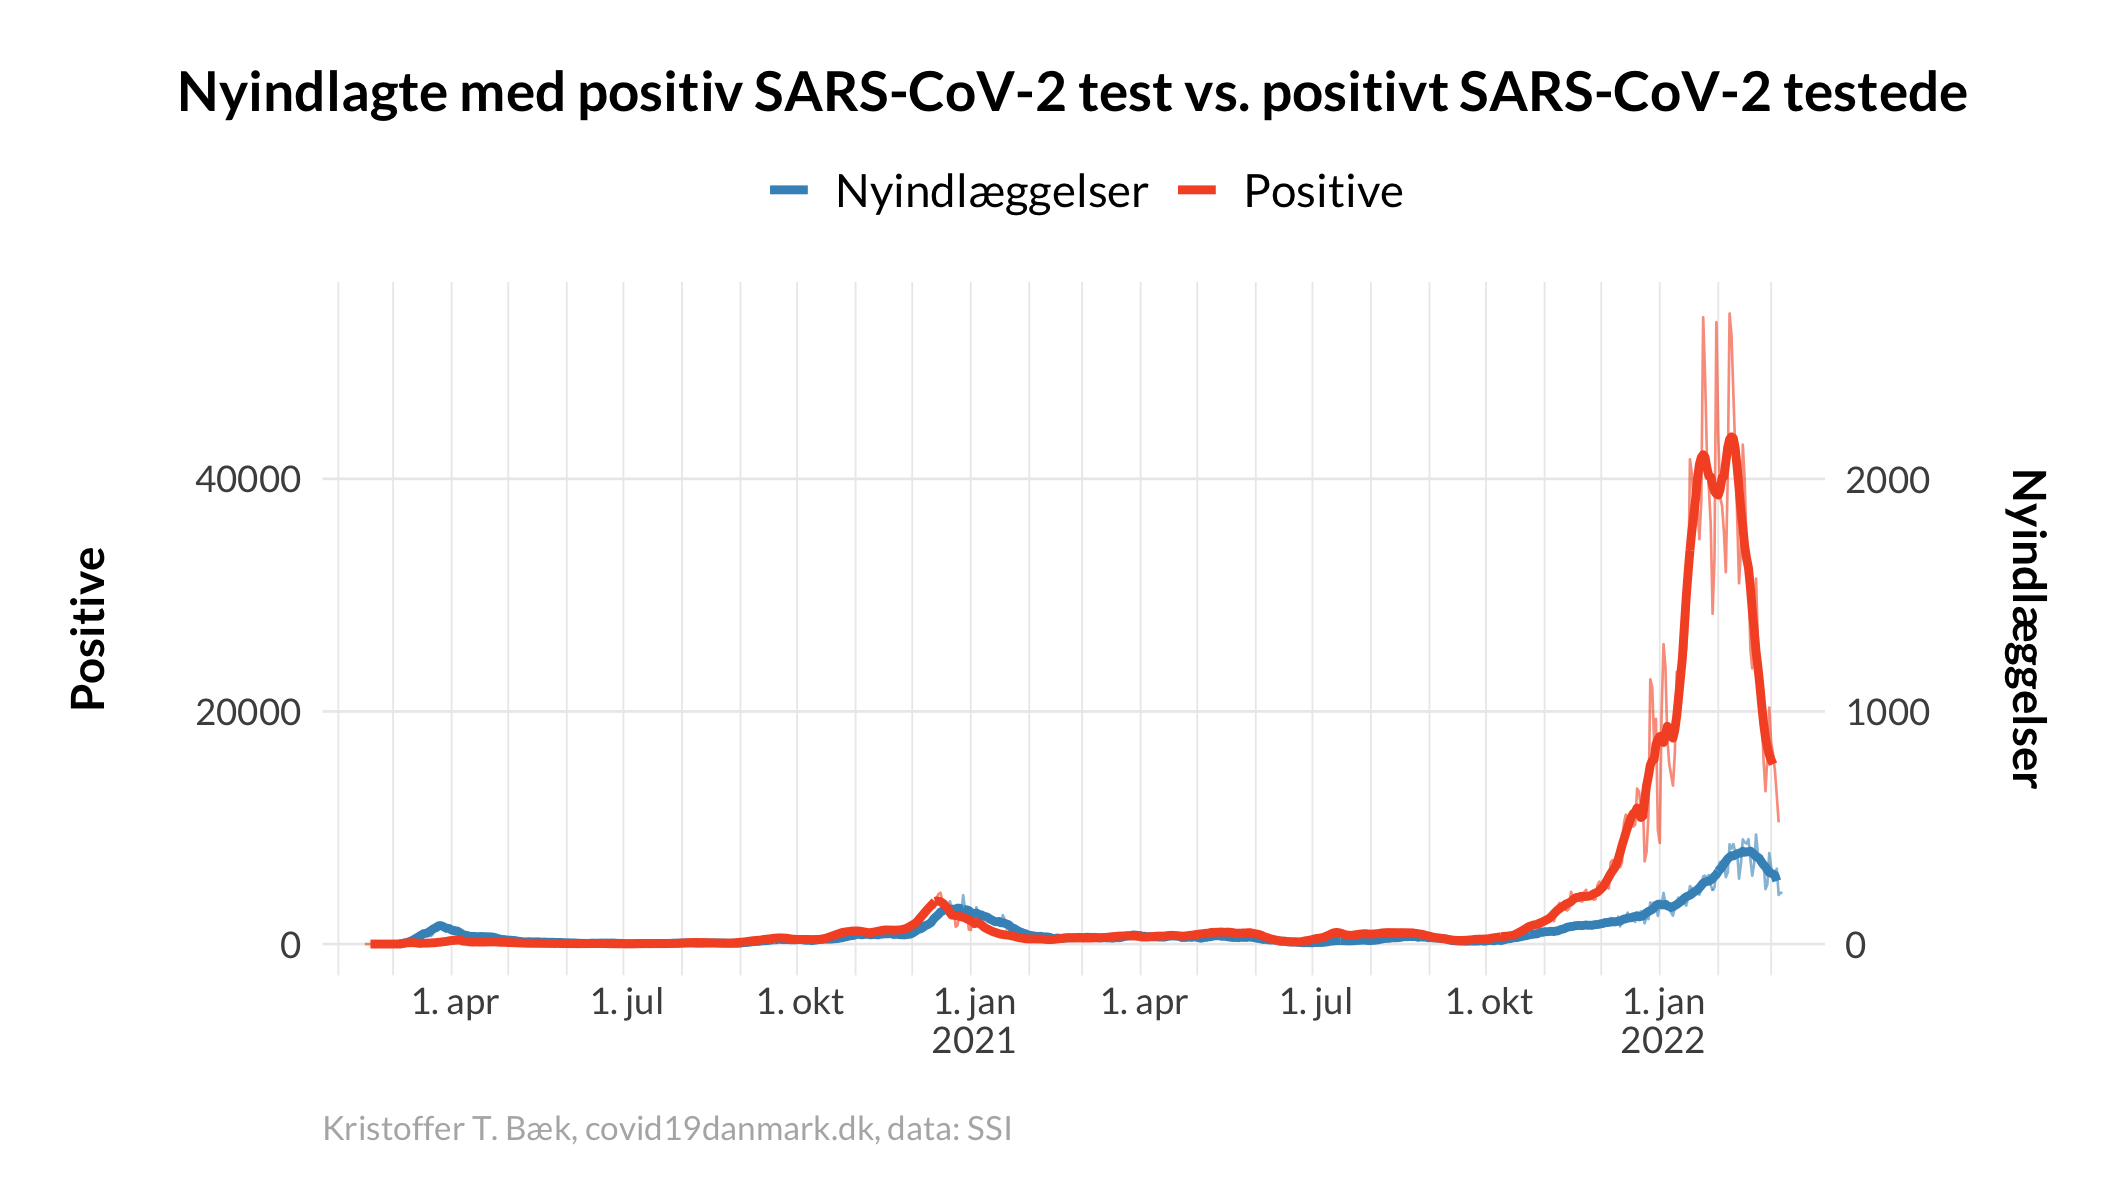 Nyindlagte med positiv SARS-CoV-2 test vs. positivt SARS-CoV-2 testede
Nyindlæggelser
Positive
40000
20000
0
Positive
2000
1000
0
Nyindlæggelser
1. apr
1. jul
1. okt
1. jan
2021
1. apr
1. jul
1. okt
1. jan
2022
Kristoffer T. Bæk, covid19danmark.dk, data: SSI